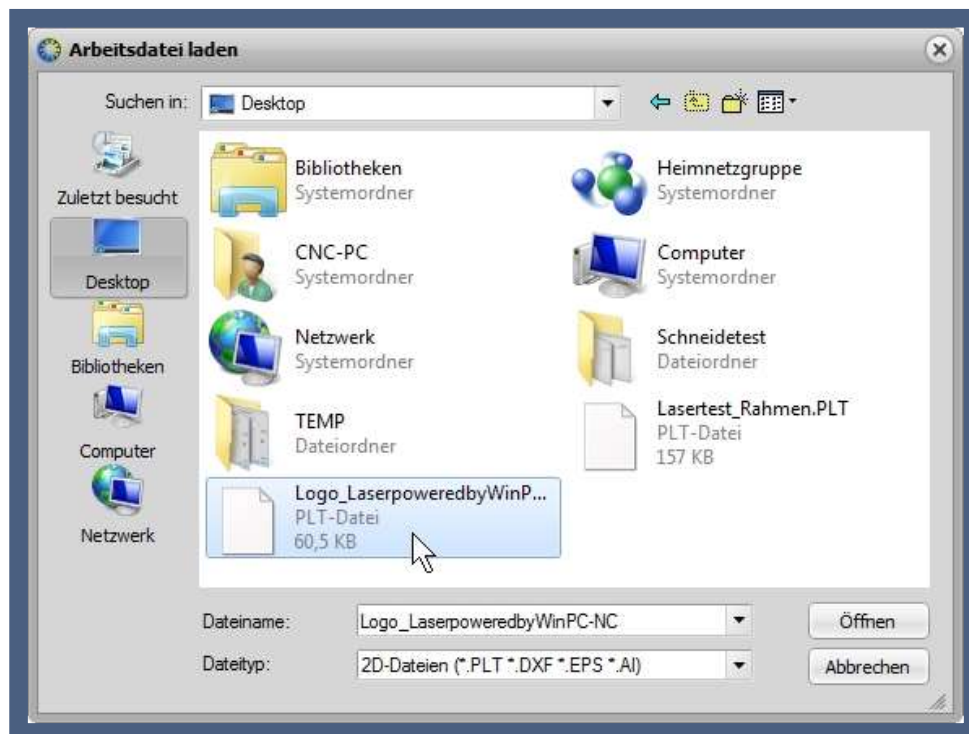 Arbeitsdatei laden
Suchen in:
Desktop
Zuletzt besucht
Desktop
Bibliotheken
Computer
Netzwerk
Bibliotheken
Systemordner
Heimnetzgruppe
Systemordner
CNC-PC
Systemordner
Computer
Systemordner
Netzwerk
Systemordner
Schneidetest
Dateiordner
TEMP
Dateiordner
Lasertest_Rahmen.PLT
PLT-Datei
157 KB
Logo_LaserpoweredbyWinP...
PLT-Datei
60,5 KB
Dateiname:
Logo_LaserpoweredbyWinPC-NC
Öffnen
Dateityp:
2D-Dateien (*.PLT *.DXF *.EPS *.AI)
Abbrechen